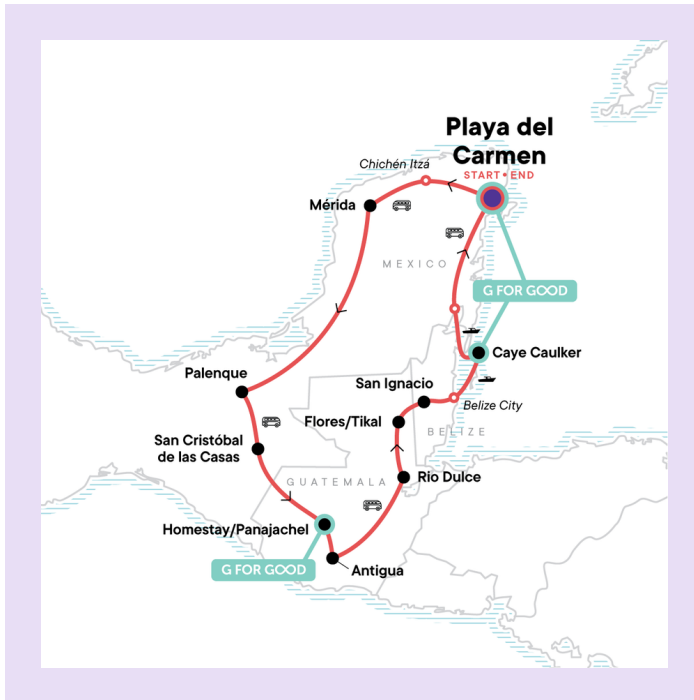 Playa del
Carmen
START • END
Chichén Itzá
Mérida
MEXICO
G FOR GOOD
Caye Caulker
Palenque
San Ignacio
Belize City
Flores/Tikal
BELIZE
San Cristóbal
de las Casas
GUATEMALA
Río Dulce
Homestay/Panajachel
G FOR GOOD
Antigua